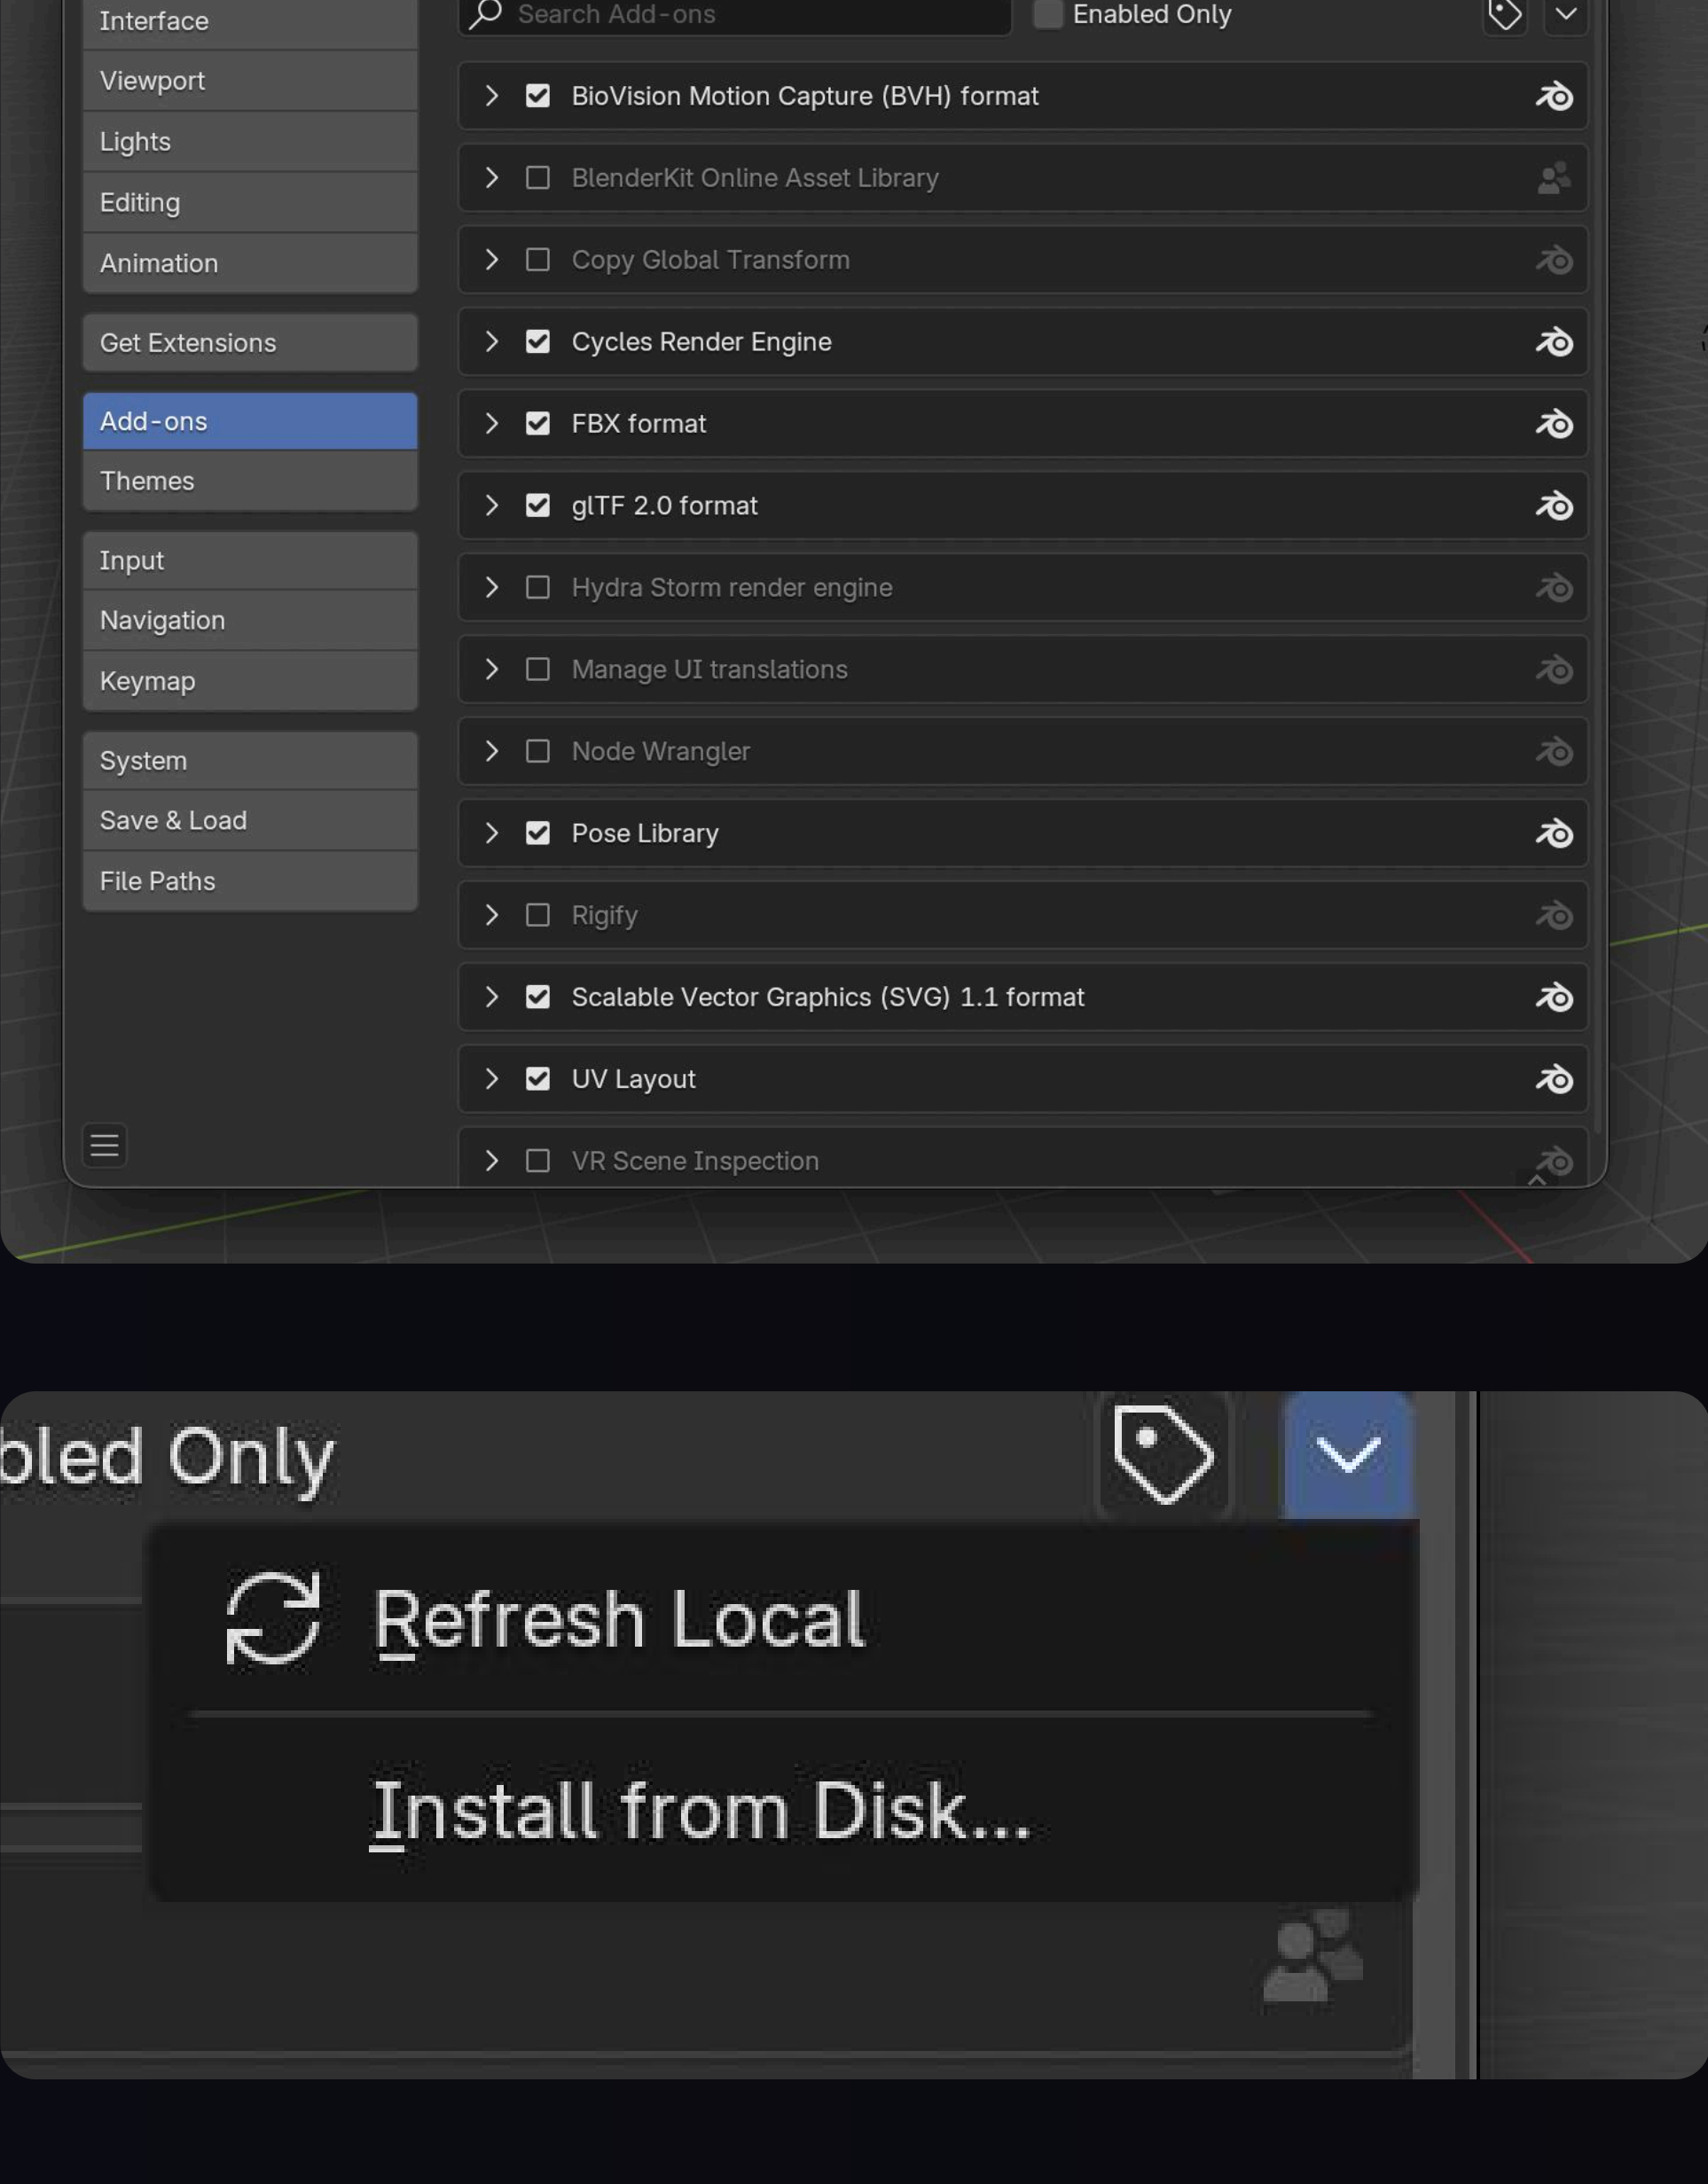 Interface
Viewport
Lights
Editing
Animation
Get Extensions
Add-ons
Themes
Input
Navigation
Keymap
System
Save & Load
File Paths
Search Add-ons
Enabled Only
BioVision Motion Capture (BVH) format
BlenderKit Online Asset Library
Copy Global Transform
Cycles Render Engine
FBX format
glTF 2.0 format
Hydra Storm render engine
Manage UI translations
Node Wrangler
Pose Library
Rigify
Scalable Vector Graphics (SVG) 1.1 format
UV Layout
VR Scene Inspection
bled Only
Refresh Local
Install from Disk...